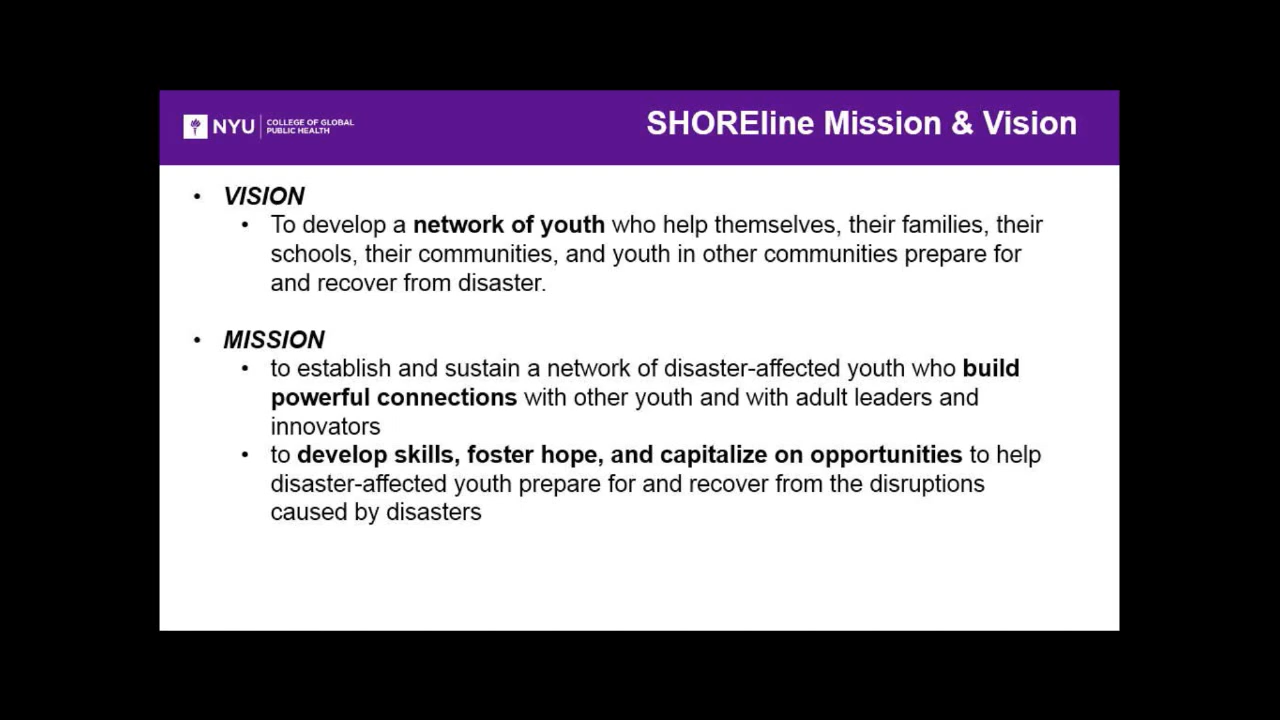 NYU
COLLEGE OF GLOBAL
PUBLIC HEALTH
SHOREline Mission & Vision
• VISION
• To develop a network of youth who help themselves, their families, their
schools, their communities, and youth in other communities prepare for
and recover from disaster.
• MISSION
• to establish and sustain a network of disaster-affected youth who build
powerful connections with other youth and with adult leaders and
innovators
• to develop skills, foster hope, and capitalize on opportunities to help
disaster-affected youth prepare for and recover from the disruptions
caused by disasters